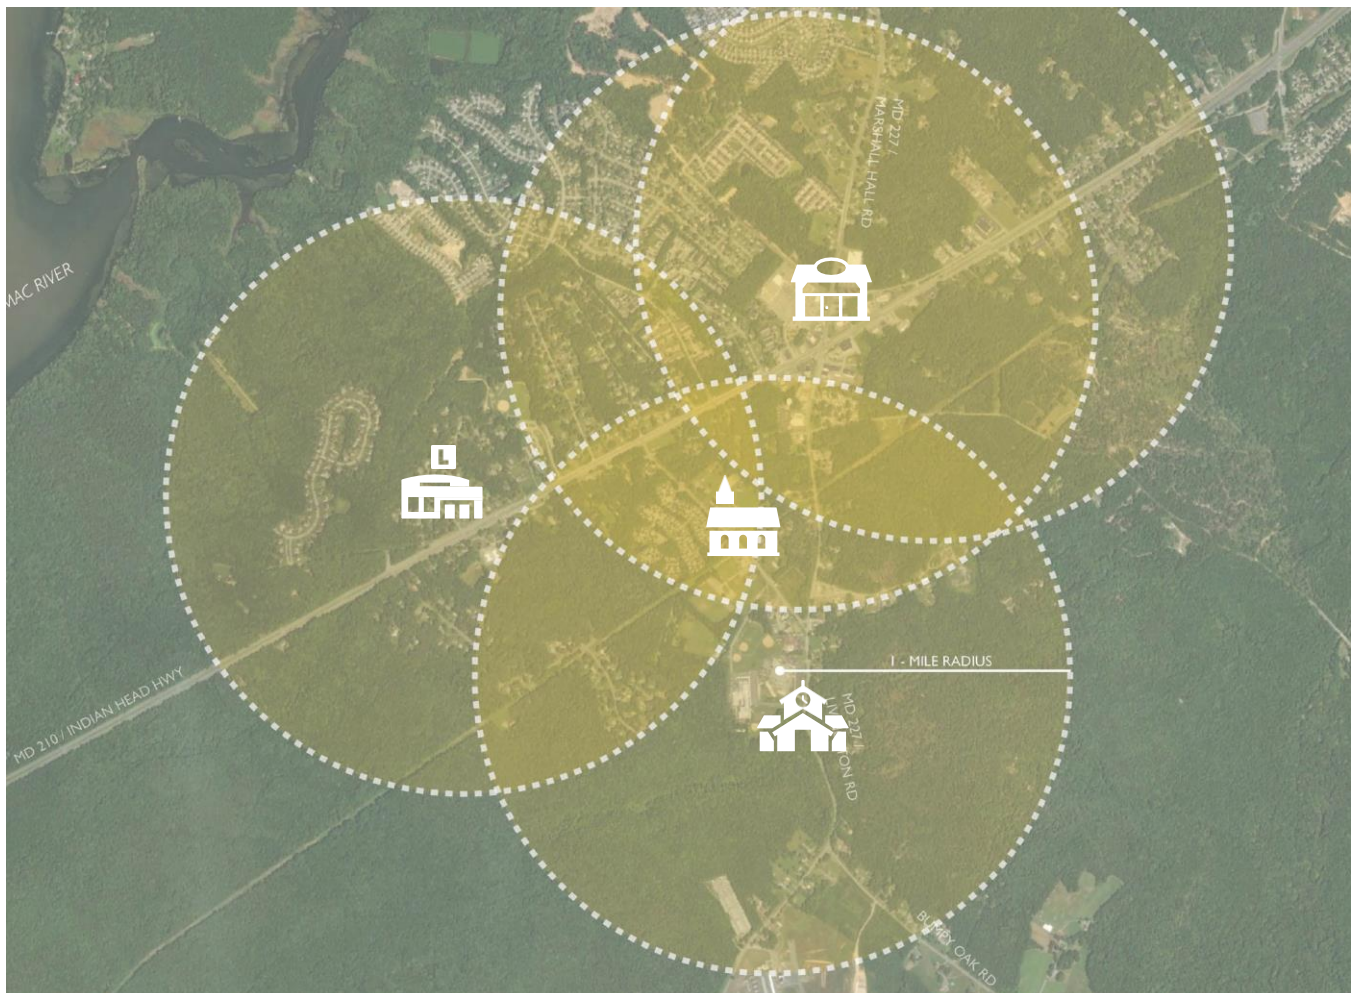 MD 227 /
MARSHALL HALL RD
MAC RIVER
L
1 - MILE RADIUS
MD 210 / INDIAN HEAD HWY
MD 227 /
BUMPY OAK RD